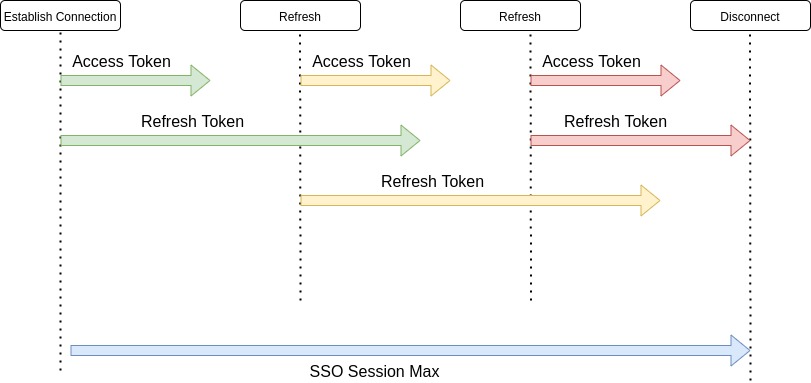 Establish Connection
Refresh
Refresh
Disconnect
Access Token
Access Token
Access Token
Refresh Token
Refresh Token
Refresh Token
SSO Session Max